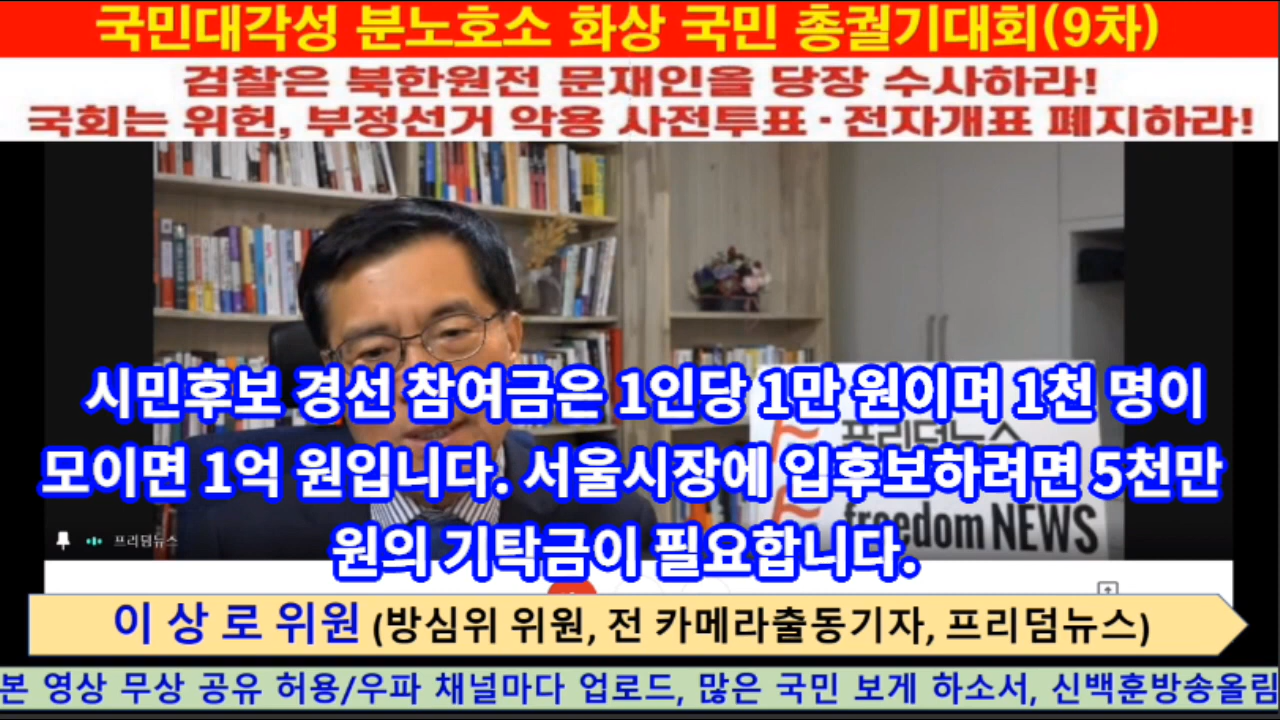 국민대각성 분노호소 화상 국민 총궐기대회(9차)
검찰은 북한원전 문재인을 당장 수사하라!
국회는 위헌, 부정선거 악용 사전투표·전자개표 폐지하라!
시민후보 경선 참여금은 1인당 1만 원이며 1천 명이
모이면 1억 원입니다. 서울시장에 입후보하려면 5천만
원의 기탁금이 필요합니다.
프리덤뉴스
freedom NEWS
프리덤뉴스
이 상 로 위원 (방심위 위원, 전 카메라출동기자, 프리덤뉴스)
본 영상 무상 공유 허용/우파 채널마다 업로드, 많은 국민 보게 하소서, 신백훈방송올림